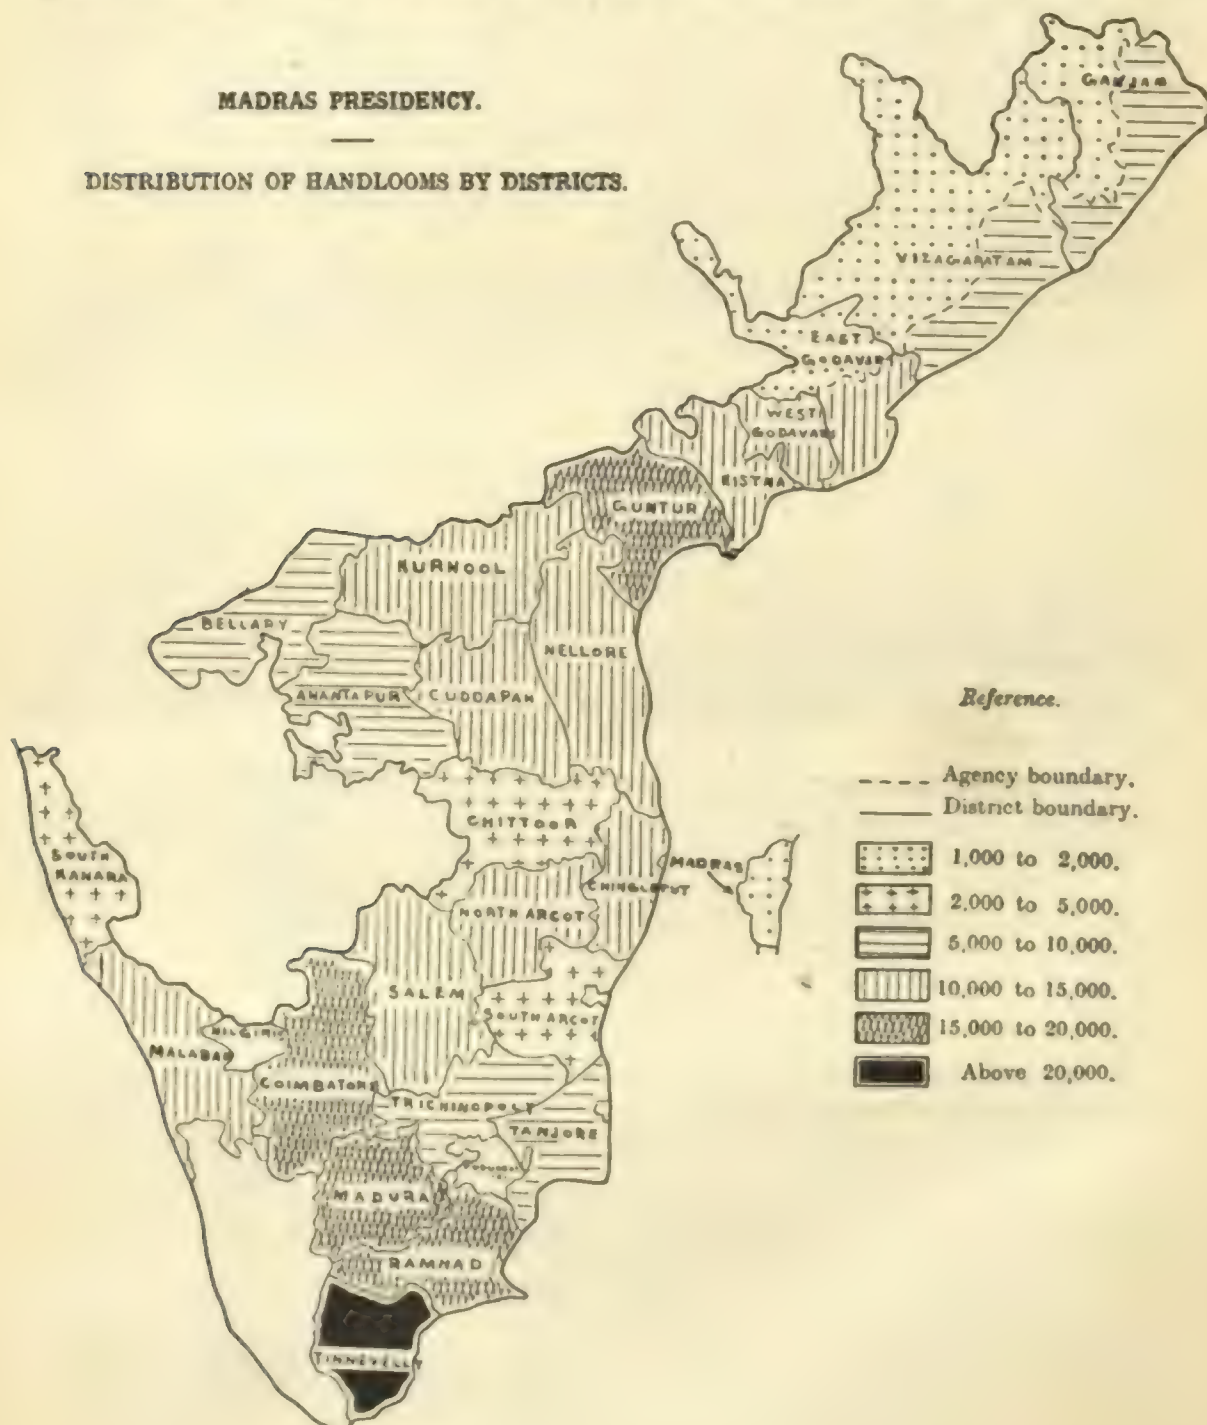 MADRAS PRESIDENCY.
DISTRIBUTION OF HANDLOOMS BY DISTRICTS.
GANJAM
VIZAGAPATAM
EAST
GODAVARI
WEST
GODAVARI
KISTNA
GUNTUR
KURNOOL
BELLARY
NELLORE
ANANTAPUR
CUDDAPAH
CHITTOOR
SOUTH
KANARA
MADRAS
CHINGLEPUT
NORTH ARCOT
SALEM
SOUTH ARCOT
NILGIRIS
MALABAR
COIMBATORE
TRICHINOPOLY
TANJORE
MADURA
RAMNAD
TINNEVELLY
Reference.
Agency boundary.
District boundary.
1,000 to 2,000.
2,000 to 5,000.
5,000 to 10,000.
10,000 to 15,000.
15,000 to 20,000.
Above 20,000.